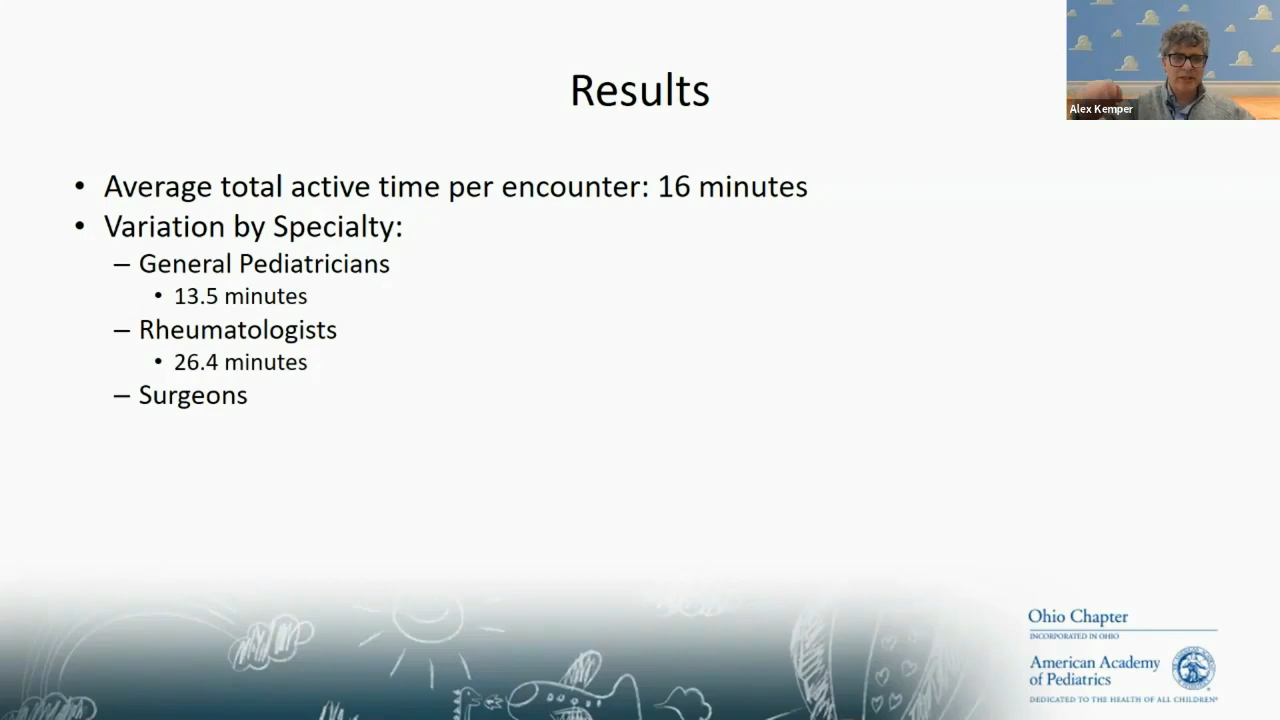 Results
Alex Kemper
• Average total active time per encounter: 16 minutes
• Variation by Specialty:
– General Pediatricians
• 13.5 minutes
– Rheumatologists
• 26.4 minutes
– Surgeons
Ohio Chapter
INCORPORATED IN OHIO
American Academy
of Pediatrics
DEDICATED TO THE HEALTH OF ALL CHILDREN®